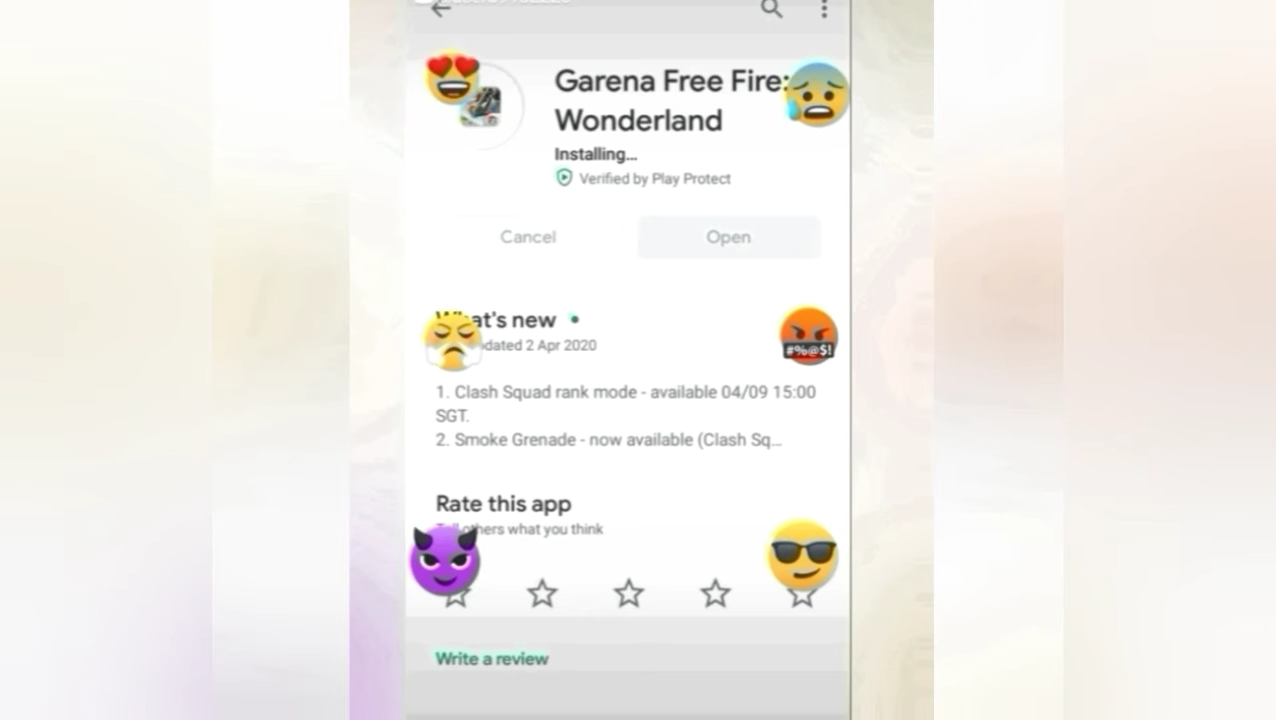 Garena Free Fire:
Wonderland
Installing...
Verified by Play Protect
Cancel
Open
What's new
dated 2 Apr 2020
#%@$!
1. Clash Squad rank mode - available 04/09 15:00
SGT.
2. Smoke Grenade - now available (Clash Sq...
Rate this app
Tell others what you think
Write a review